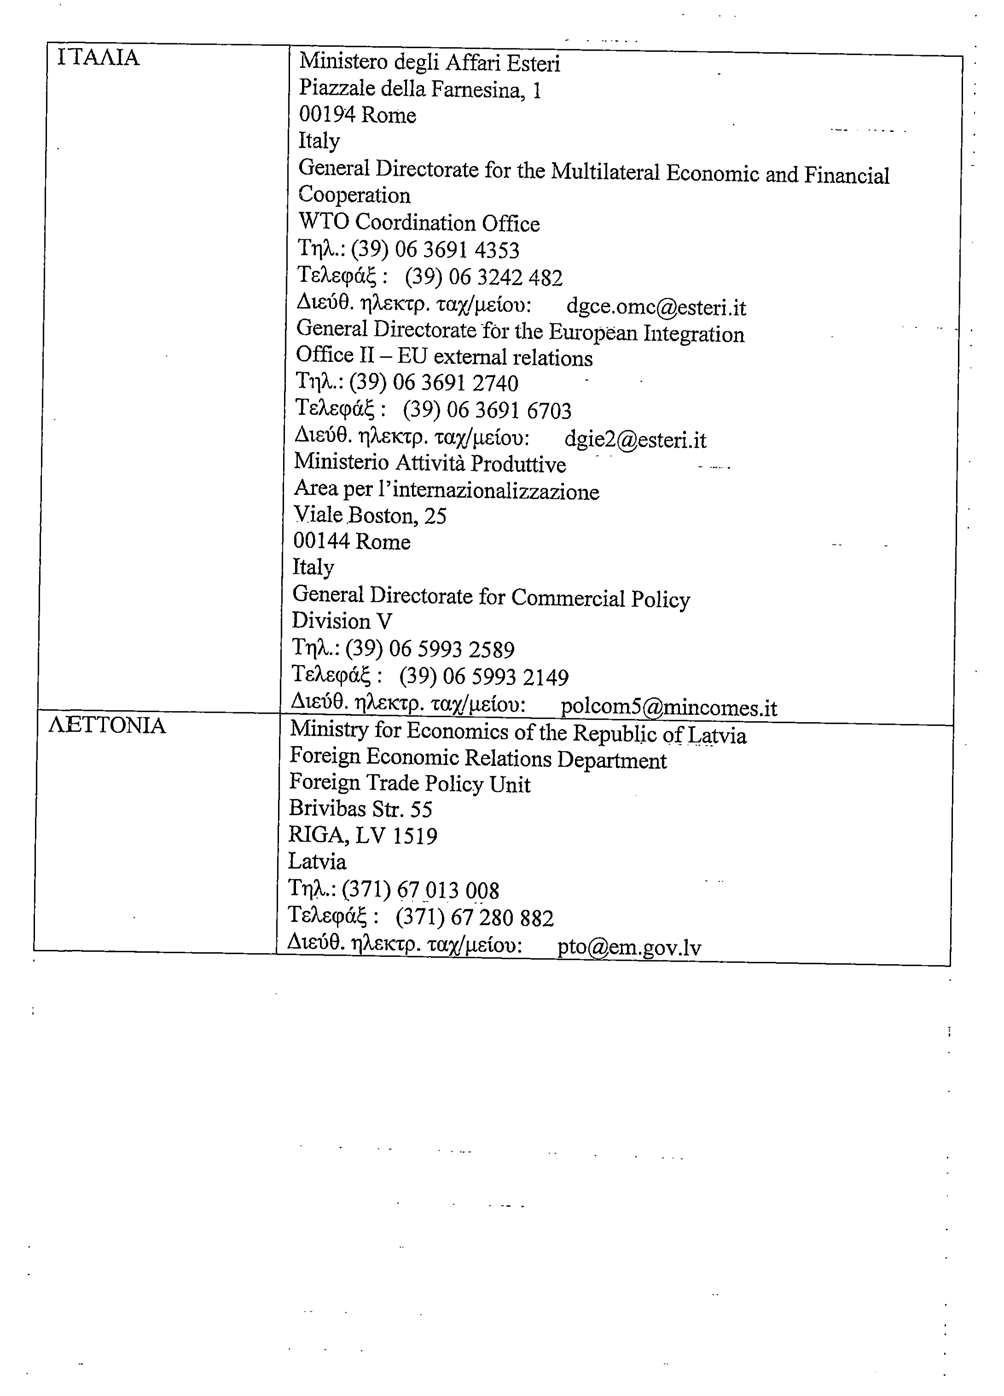 ΙΤΑΛΙΑ
Ministero degli Affari Esteri
Piazzale della Farnesina, 1
00194 Rome
Italy
General Directorate for the Multilateral Economic and Financial
Cooperation
WTO Coordination Office
Τηλ.: (39) 06 3691 4353
Τελεφάξ : (39) 06 3242 482
Διεύθ. ηλεκτρ. ταχ/μείου: dgce.omc@esteri.it
General Directorate for the European Integration
Office II – EU external relations
Τηλ.: (39) 06 3691 2740
Τελεφάξ : (39) 06 3691 6703
Διεύθ. ηλεκτρ. ταχ/μείου: dgie2@esteri.it
Ministerio Attività Produttive
Area per l’internazionalizzazione
Viale Boston, 25
00144 Rome
Italy
General Directorate for Commercial Policy
Division V
Τηλ.: (39) 06 5993 2589
Τελεφάξ : (39) 06 5993 2149
Διεύθ. ηλεκτρ. ταχ/μείου: polcom5@mincomes.it
ΛΕΤΤΟΝΙΑ
Ministry for Economics of the Republic of Latvia
Foreign Economic Relations Department
Foreign Trade Policy Unit
Brivibas Str. 55
RIGA, LV 1519
Latvia
Τηλ.: (371) 67 013 008
Τελεφάξ : (371) 67 280 882
Διεύθ. ηλεκτρ. ταχ/μείου: pto@em.gov.lv